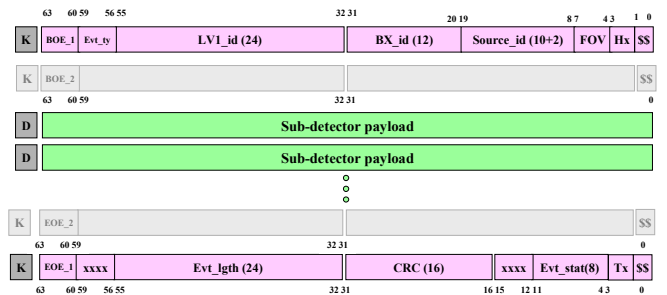 63 60 59 56 55 32 31 20 19 8 7 4 3 1 0
K BOE_1 Evt_ty LV1_id (24) BX_id (12) Source_id (10+2) FOV Hx $$
K BOE_2 $$
63 60 59 32 31 0
D Sub-detector payload
D Sub-detector payload
K EOE_2 $$
63 60 59 32 31 0
K EOE_1 xxxx Evt_lgth (24) CRC (16) xxxx Evt_stat(8) Tx $$
63 60 59 56 55 32 31 16 15 12 11 4 3 0